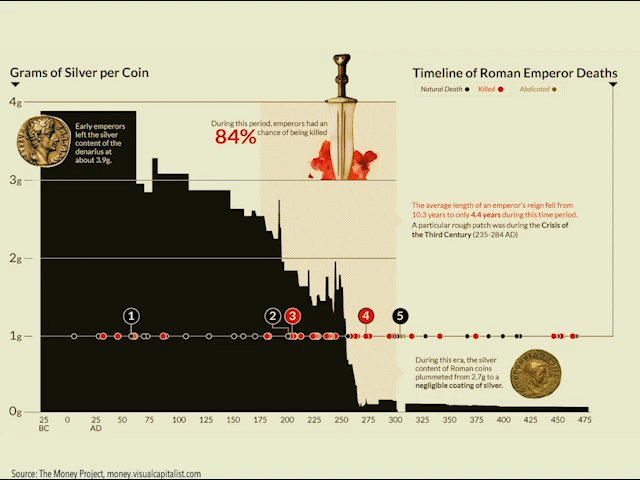 Grams of Silver per Coin
Timeline of Roman Emperor Deaths
Natural Death
Killed
Abdicated
4g
Early emperors
left the silver
content of the
denarius at
about 3.9g.
During this period, emperors had an
84% chance of being killed
3g
The average length of an emperor's reign fell from
10.3 years to only 4.4 years during this time period.
A particular rough patch was during the Crisis of
the Third Century (235-284 AD)
2g
1
2
3
4
5
1g
During this era, the silver
content of Roman coins
plummeted from 2.7g to a
negligible coating of silver.
0g
25 0 25 50 75 100 125 150 175 200 225 250 275 300 325 350 375 400 425 450 475
BC AD
Source: The Money Project, money.visualcapitalist.com